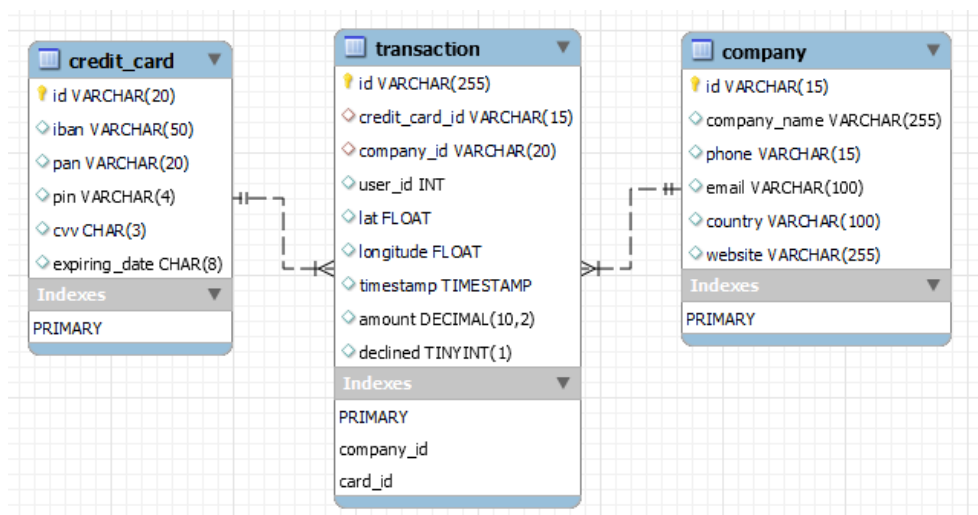 credit_card
id VARCHAR(20)
iban VARCHAR(50)
pan VARCHAR(20)
pin VARCHAR(4)
cvv CHAR(3)
expiring_date CHAR(8)
Indexes
PRIMARY
transaction
id VARCHAR(255)
credit_card_id VARCHAR(15)
company_id VARCHAR(20)
user_id INT
lat FLOAT
longitude FLOAT
timestamp TIMESTAMP
amount DECIMAL(10,2)
declined TINYINT(1)
Indexes
PRIMARY
company_id
card_id
company
id VARCHAR(15)
company_name VARCHAR(255)
phone VARCHAR(15)
email VARCHAR(100)
country VARCHAR(100)
website VARCHAR(255)
Indexes
PRIMARY